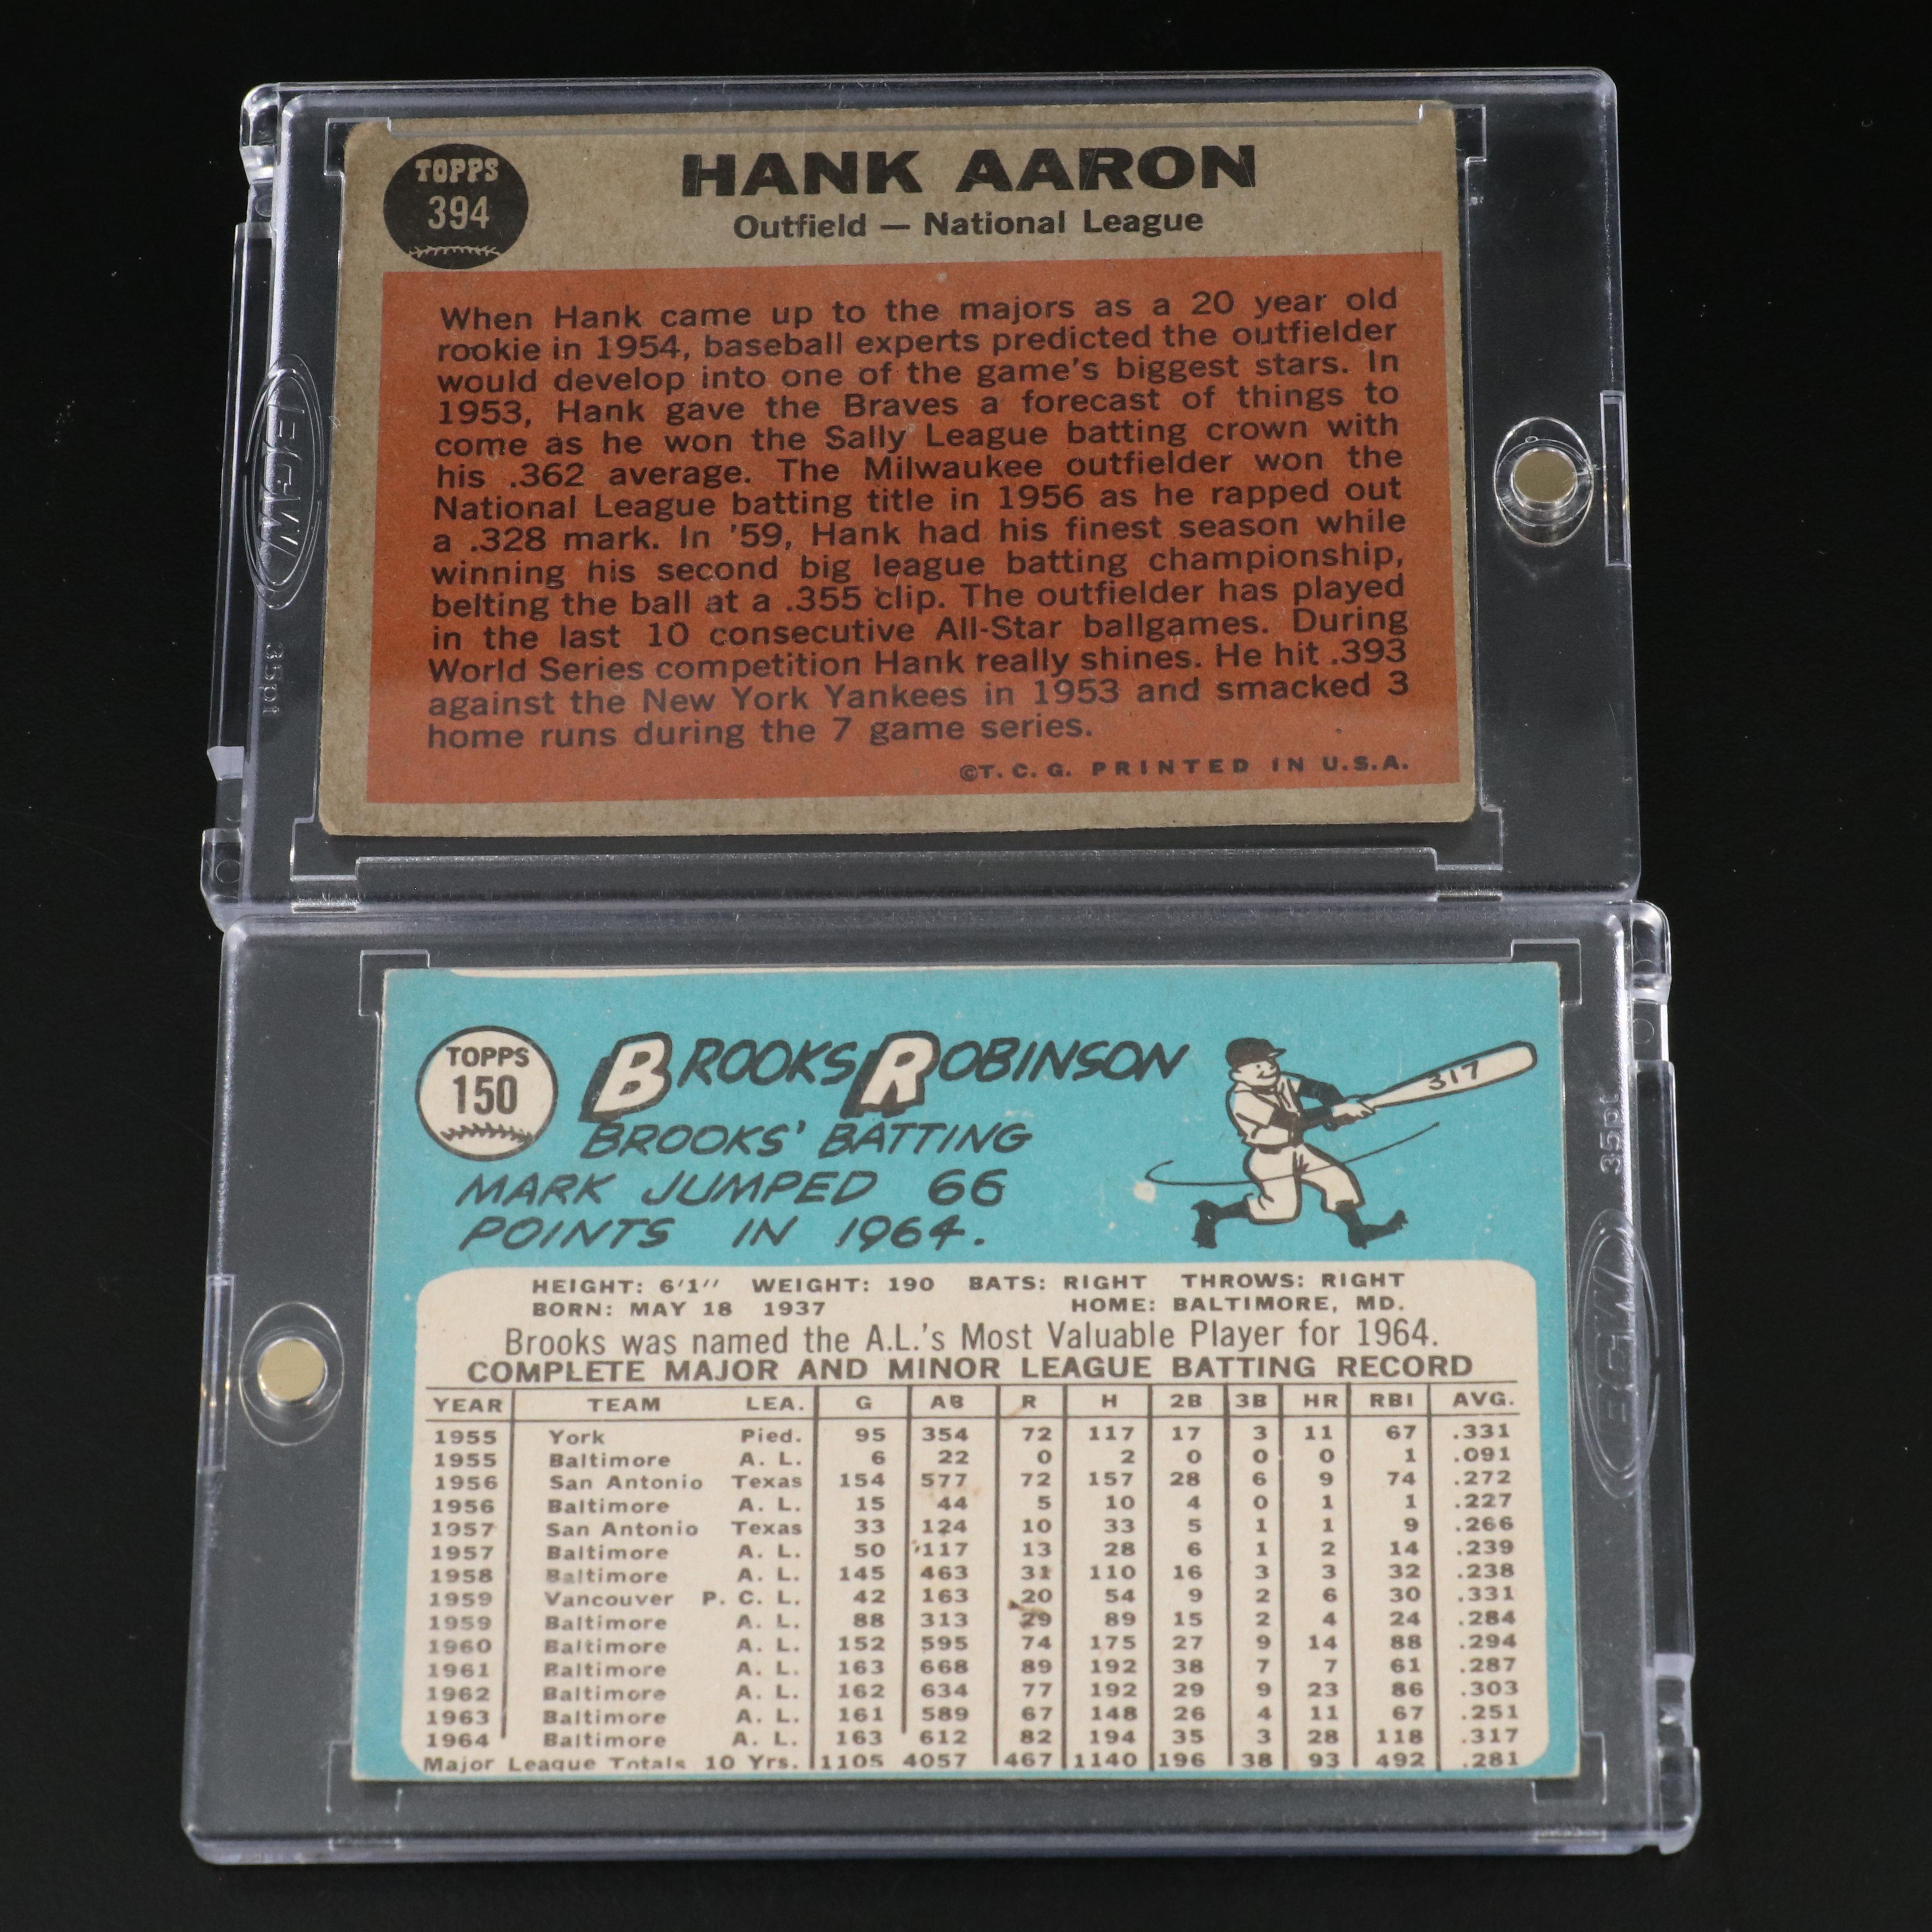 TOPPS
394
HANK AARON
Outfield — National League
When Hank came up to the majors as a 20 year old
rookie in 1954, baseball experts predicted the outfielder
would develop into one of the game's biggest stars. In
1953, Hank gave the Braves a forecast of things to
come as he won the Sally League batting crown with
his .362 average. The Milwaukee outfielder won the
National League batting title in 1956 as he rapped out
a .328 mark. In '59, Hank had his finest season while
winning his second big league batting championship,
belting the ball at a .355 clip. The outfielder has played
in the last 10 consecutive All-Star ballgames. During
World Series competition Hank really shines. He hit .393
against the New York Yankees in 1953 and smacked 3
home runs during the 7 game series.
©T. C. G. PRINTED IN U.S.A.
BCW
35pt
TOPPS
150
BROOKS ROBINSON
BROOKS' BATTING
MARK JUMPED 66
POINTS IN 1964.
317
HEIGHT: 6'1" WEIGHT: 190 BATS: RIGHT THROWS: RIGHT
BORN: MAY 18 1937 HOME: BALTIMORE, MD.
Brooks was named the A.L.'s Most Valuable Player for 1964.
COMPLETE MAJOR AND MINOR LEAGUE BATTING RECORD
YEAR TEAM LEA. G AB R H 2B 3B HR RBI AVG.
1955 York Pied. 95 354 72 117 17 3 11 67 .331
1955 Baltimore A. L. 6 22 0 2 0 0 0 1 .091
1956 San Antonio Texas 154 577 72 157 28 6 9 74 .272
1956 Baltimore A. L. 15 44 5 10 4 0 1 1 .227
1957 San Antonio Texas 33 124 10 33 5 1 1 9 .266
1957 Baltimore A. L. 50 117 13 28 6 1 2 14 .239
1958 Baltimore A. L. 145 463 31 110 16 3 3 32 .238
1959 Vancouver P. C. L. 42 163 20 54 9 2 6 30 .331
1959 Baltimore A. L. 88 313 29 89 15 2 4 24 .284
1960 Baltimore A. L. 152 595 74 175 27 9 14 88 .294
1961 Baltimore A. L. 163 668 89 192 38 7 7 61 .287
1962 Baltimore A. L. 162 634 77 192 29 9 23 86 .303
1963 Baltimore A. L. 161 589 67 148 26 4 11 67 .251
1964 Baltimore A. L. 163 612 82 194 35 3 28 118 .317
Major League Totals 10 Yrs. 1105 4057 467 1140 196 38 93 492 .281
35pt
BCW